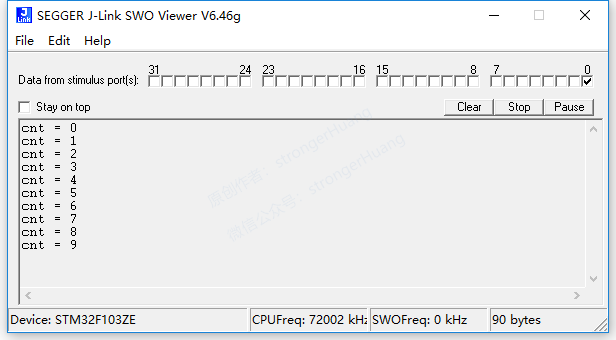 SEGGER J-Link SWO Viewer V6.46g
File Edit Help
31 24 23 16 15 8 7 0
Data from stimulus port(s):
Stay on top Clear Stop Pause
cnt = 0
cnt = 1
cnt = 2
cnt = 3
cnt = 4
cnt = 5
cnt = 6
cnt = 7
cnt = 8
cnt = 9
原创作者：strongerHuang
微信公众号：strongerHuang
Device: STM32F103ZE CPUFreq: 72002 kHz SWOFreq: 0 kHz 90 bytes